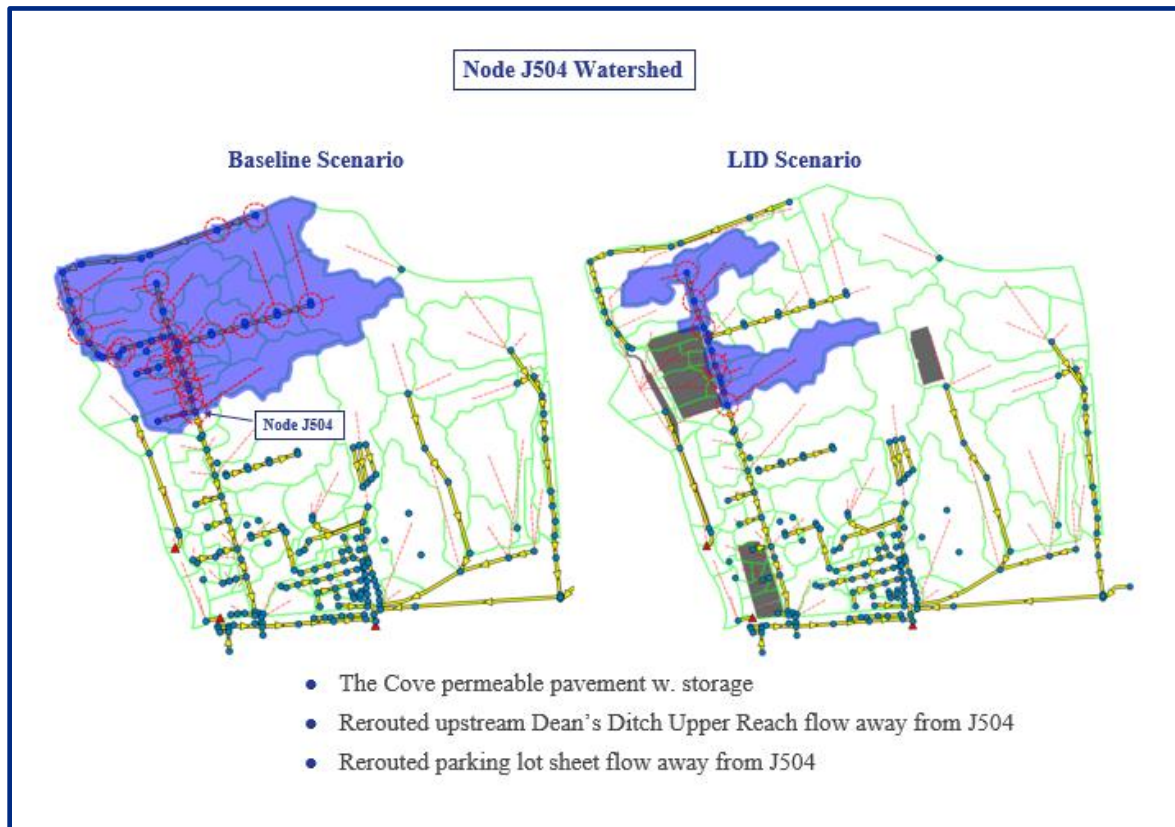 Node J504 Watershed
Baseline Scenario
LID Scenario
Node J504
The Cove permeable pavement w. storage
Rerouted upstream Dean's Ditch Upper Reach flow away from J504
Rerouted parking lot sheet flow away from J504